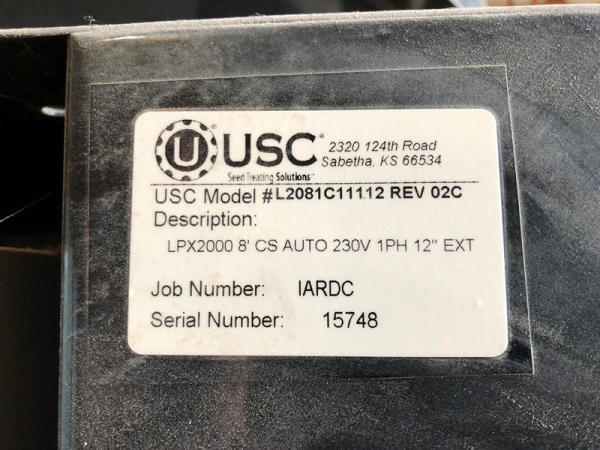 U USC
2320 124th Road
Sabetha, KS 66534
Seed Treating Solutions™
USC Model # L2081C11112 REV 02C
Description:
LPX2000 8' CS AUTO 230V 1PH 12" EXT
Job Number: IARDC
Serial Number: 15748